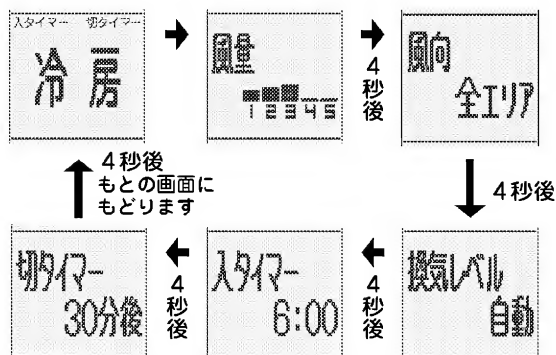 入タイマー 切タイマー
冷房
風量
1 2 3 4 5
4秒後
風向
全エリア
4秒後
換気レベル
自動
4秒後
入タイマー
6:00
4秒後
切タイマー
30分後
4秒後
もとの画面に
もどります